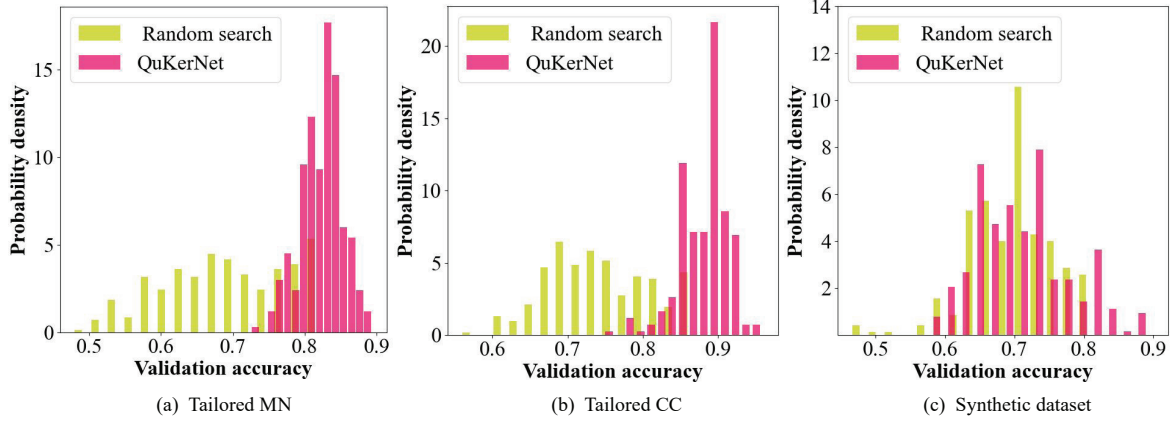 Random search
QuKerNet
Probability density
15
10
5
0
0.5 0.6 0.7 0.8 0.9
Validation accuracy
(a) Tailored MN
Random search
QuKerNet
Probability density
20
15
10
5
0
0.6 0.7 0.8 0.9
Validation accuracy
(b) Tailored CC
Random search
QuKerNet
Probability density
14
12
10
8
6
4
2
0.5 0.6 0.7 0.8 0.9
Validation accuracy
(c) Synthetic dataset